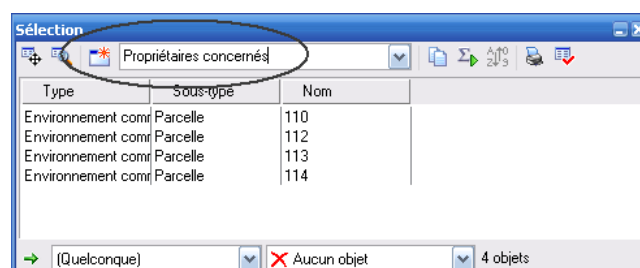 Sélection
Propriétaires concernés
Type Sous-type Nom
Environnement comr Parcelle 110
Environnement comr Parcelle 112
Environnement comr Parcelle 113
Environnement comr Parcelle 114
(Quelconque) Aucun objet 4 objets